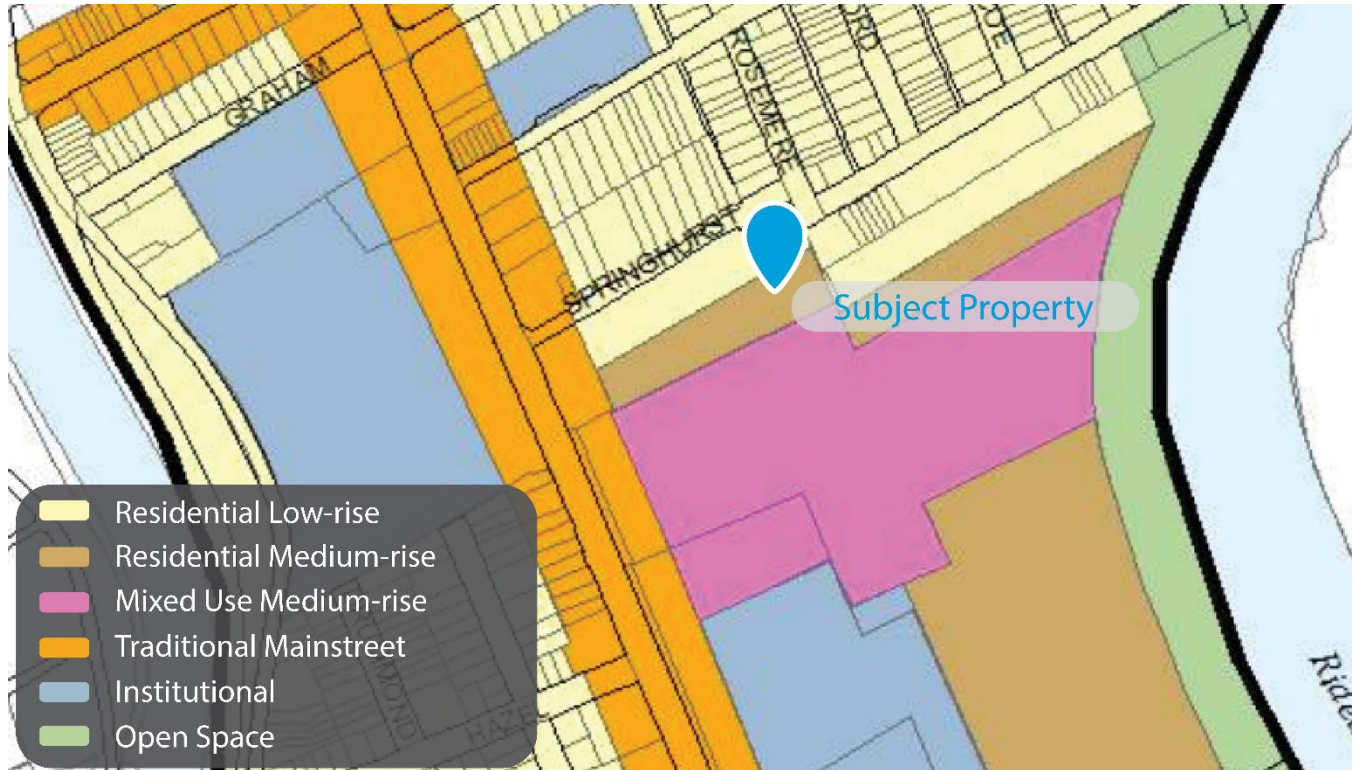 GRAHAM
ROSEMERE
SPRINGHURST
Subject Property
Residential Low-rise
Residential Medium-rise
Mixed Use Medium-rise
Traditional Mainstreet
Institutional
Open Space
HAZEL